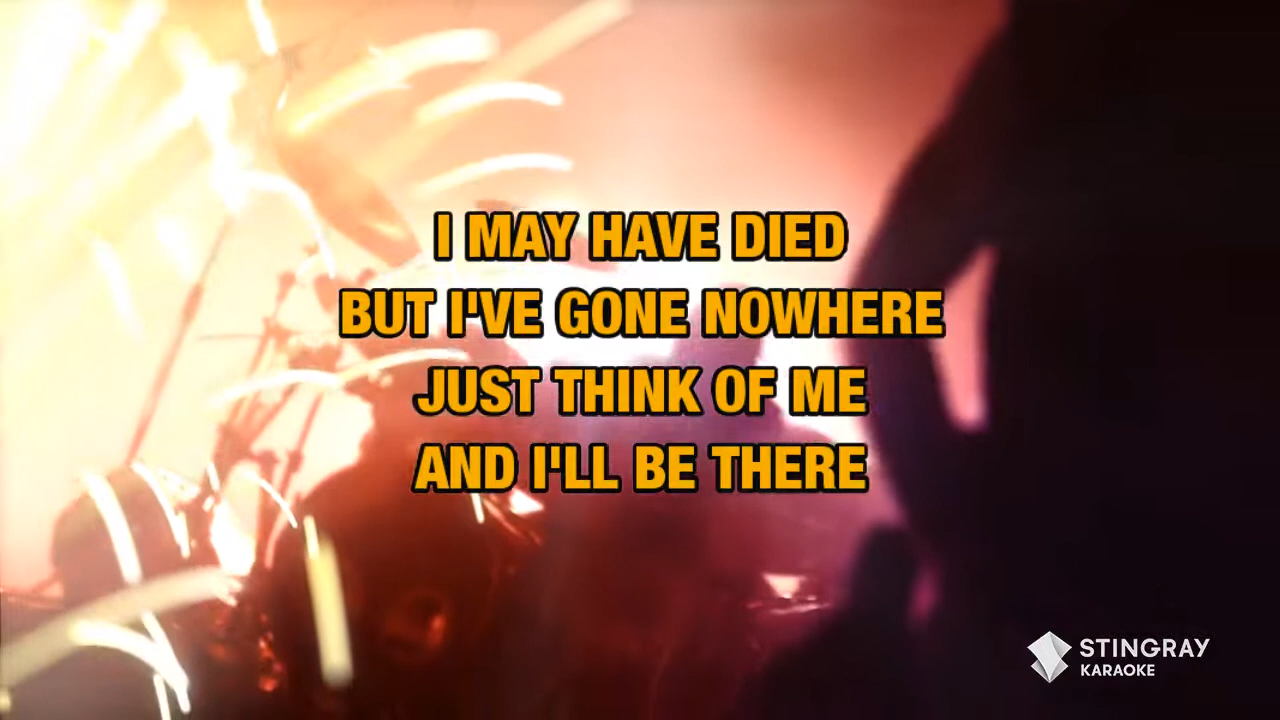 I MAY HAVE DIED
BUT I'VE GONE NOWHERE
JUST THINK OF ME
AND I'LL BE THERE
STINGRAY
KARAOKE